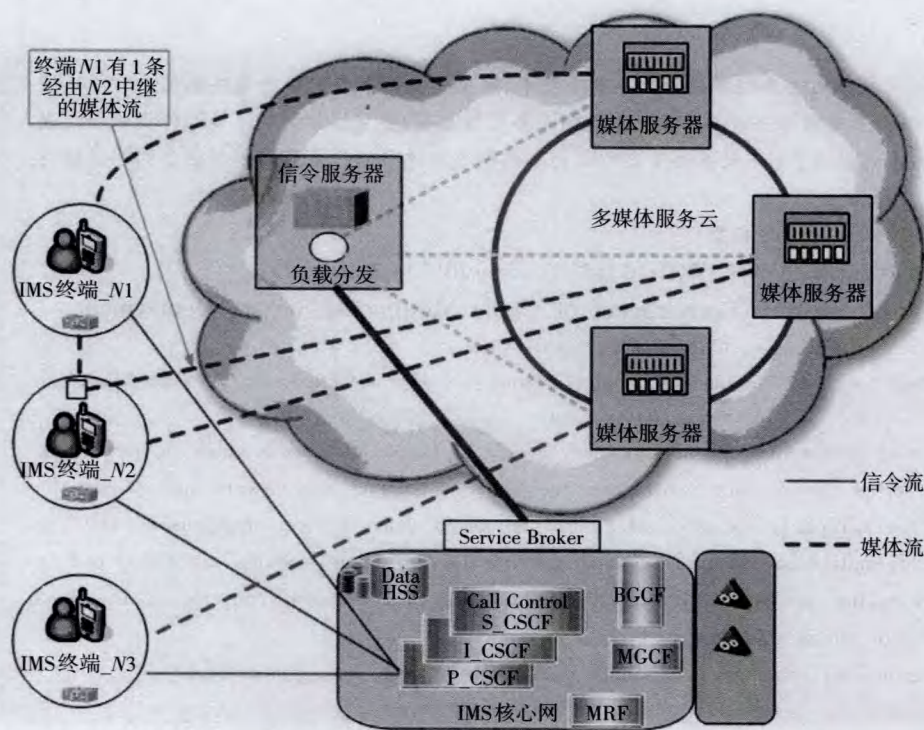 终端N1有1条
经由N2中继
的媒体流
媒体服务器
信令服务器
负载分发
多媒体服务云
媒体服务器
媒体服务器
IMS终端_N1
IMS终端_N2
IMS终端_N3
信令流
媒体流
Service Broker
Data
HSS
Call Control
S_CSCF
I_CSCF
P_CSCF
BGCF
MGCF
IMS核心网
MRF